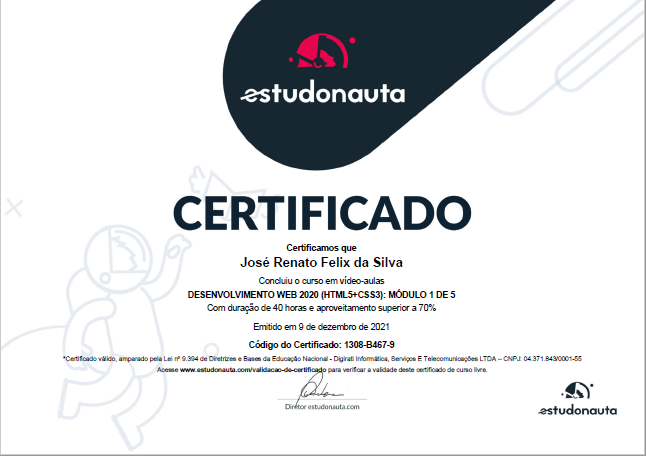 estudonauta
CERTIFICADO
Certificamos que
José Renato Felix da Silva
Concluiu o curso em vídeo-aulas
DESENVOLVIMENTO WEB 2020 (HTML5+CSS3): MÓDULO 1 DE 5
Com duração de 40 horas e aproveitamento superior a 70%
Emitido em 9 de dezembro de 2021
Código do Certificado: 1308-B467-9
*Certificado válido, amparado pela Lei nº 9.394 de Diretrizes e Bases da Educação Nacional - Digirati Informática, Serviços E Telecomunicações LTDA – CNPJ: 04.371.843/0001-55
Acesse www.estudonauta.com/validacao-de-certificado para verificar a validade deste certificado de curso livre.
Diretor estudonauta.com
estudonauta